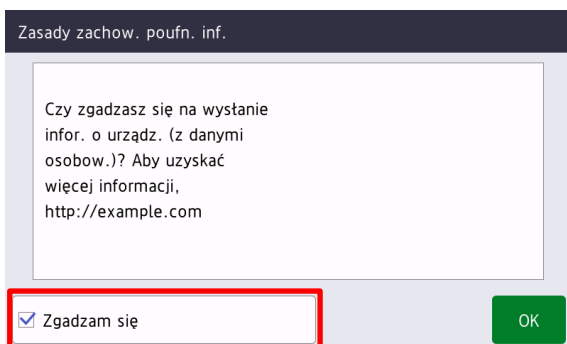 Zasady zachow. poufn. inf.
Czy zgadzasz się na wysłanie
infor. o urządz. (z danymi
osobow.)? Aby uzyskać
więcej informacji,
http://example.com
Zgadzam się
OK